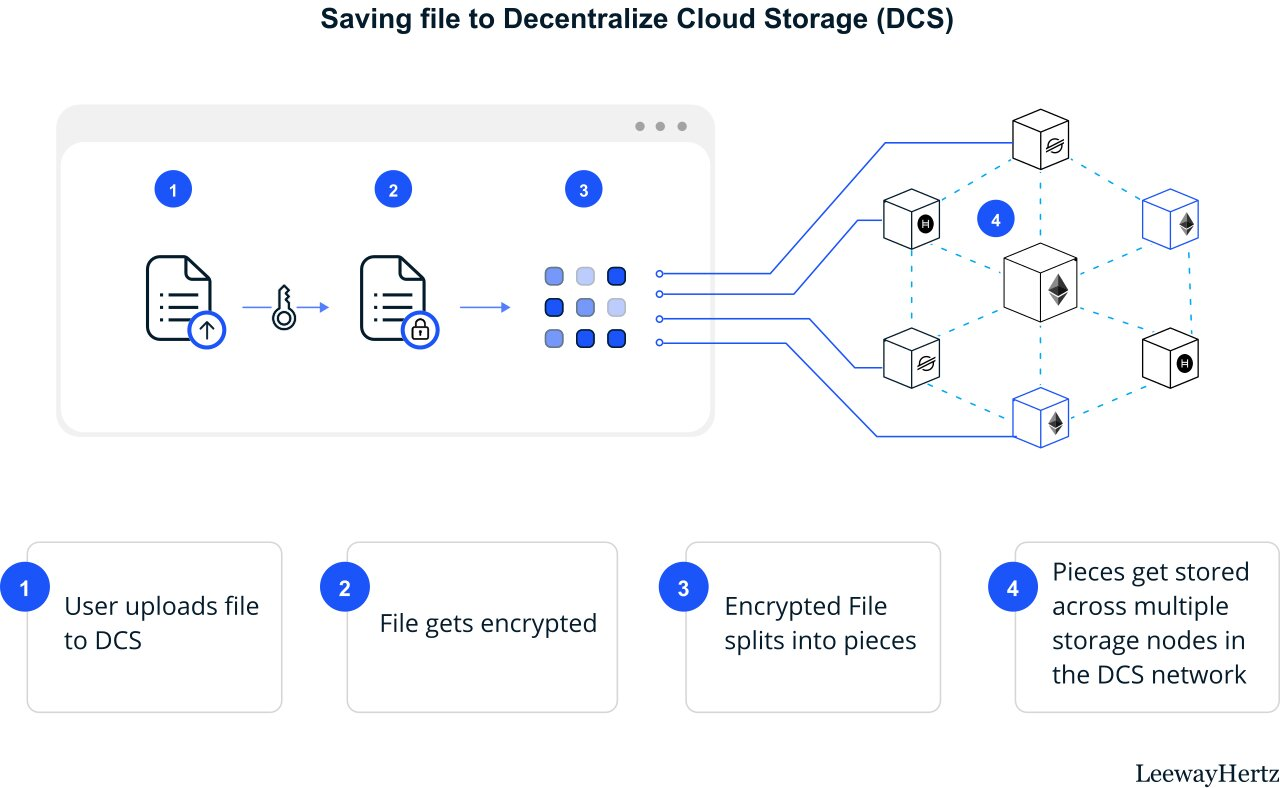 Saving file to Decentralize Cloud Storage (DCS)
1
2
3
4
1
User uploads file
to DCS
2
File gets encrypted
3
Encrypted File
splits into pieces
4
Pieces get stored
across multiple
storage nodes in
the DCS network
LeewayHertz